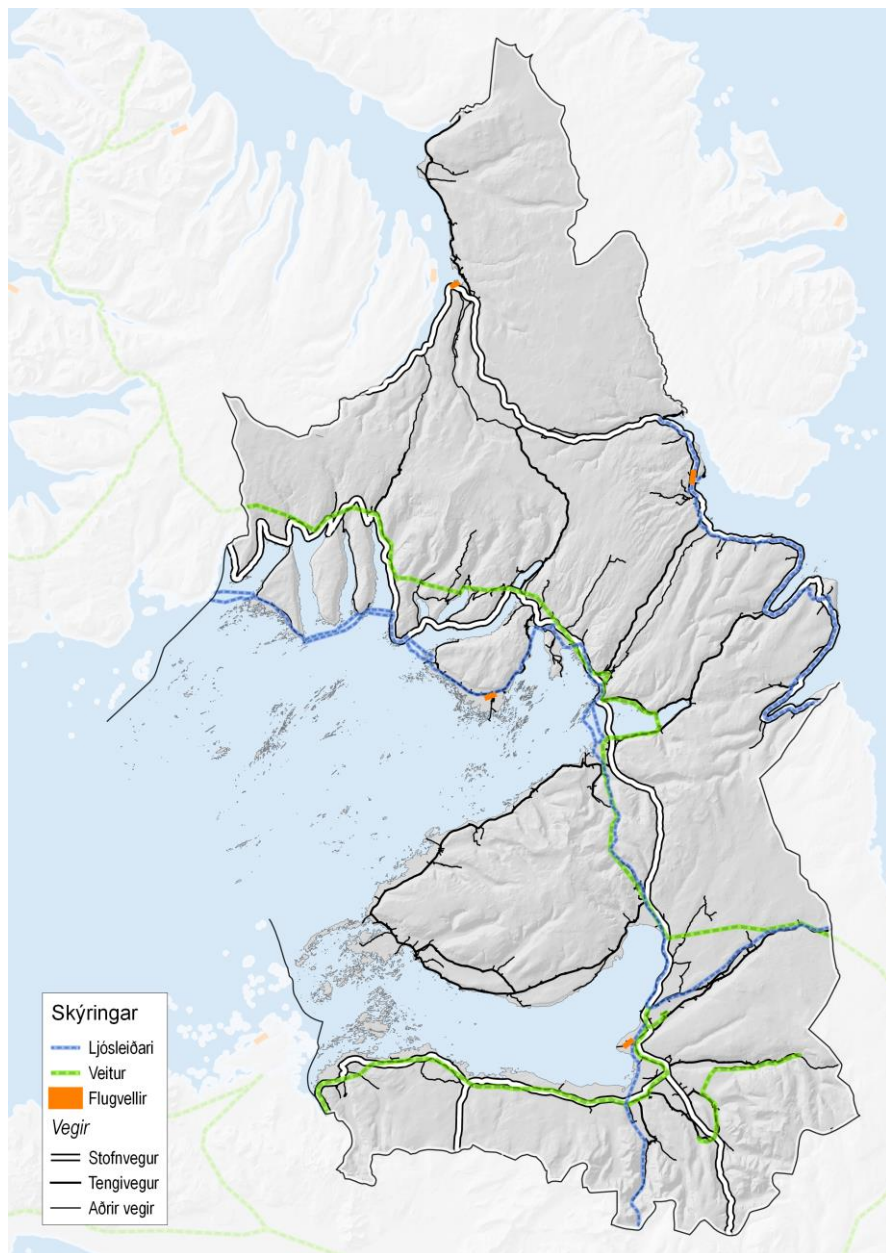 Skýringar
Ljósleiðari
Veitur
Flugvellir
Vegir
Stofnvegur
Tengivegur
Aðrir vegir